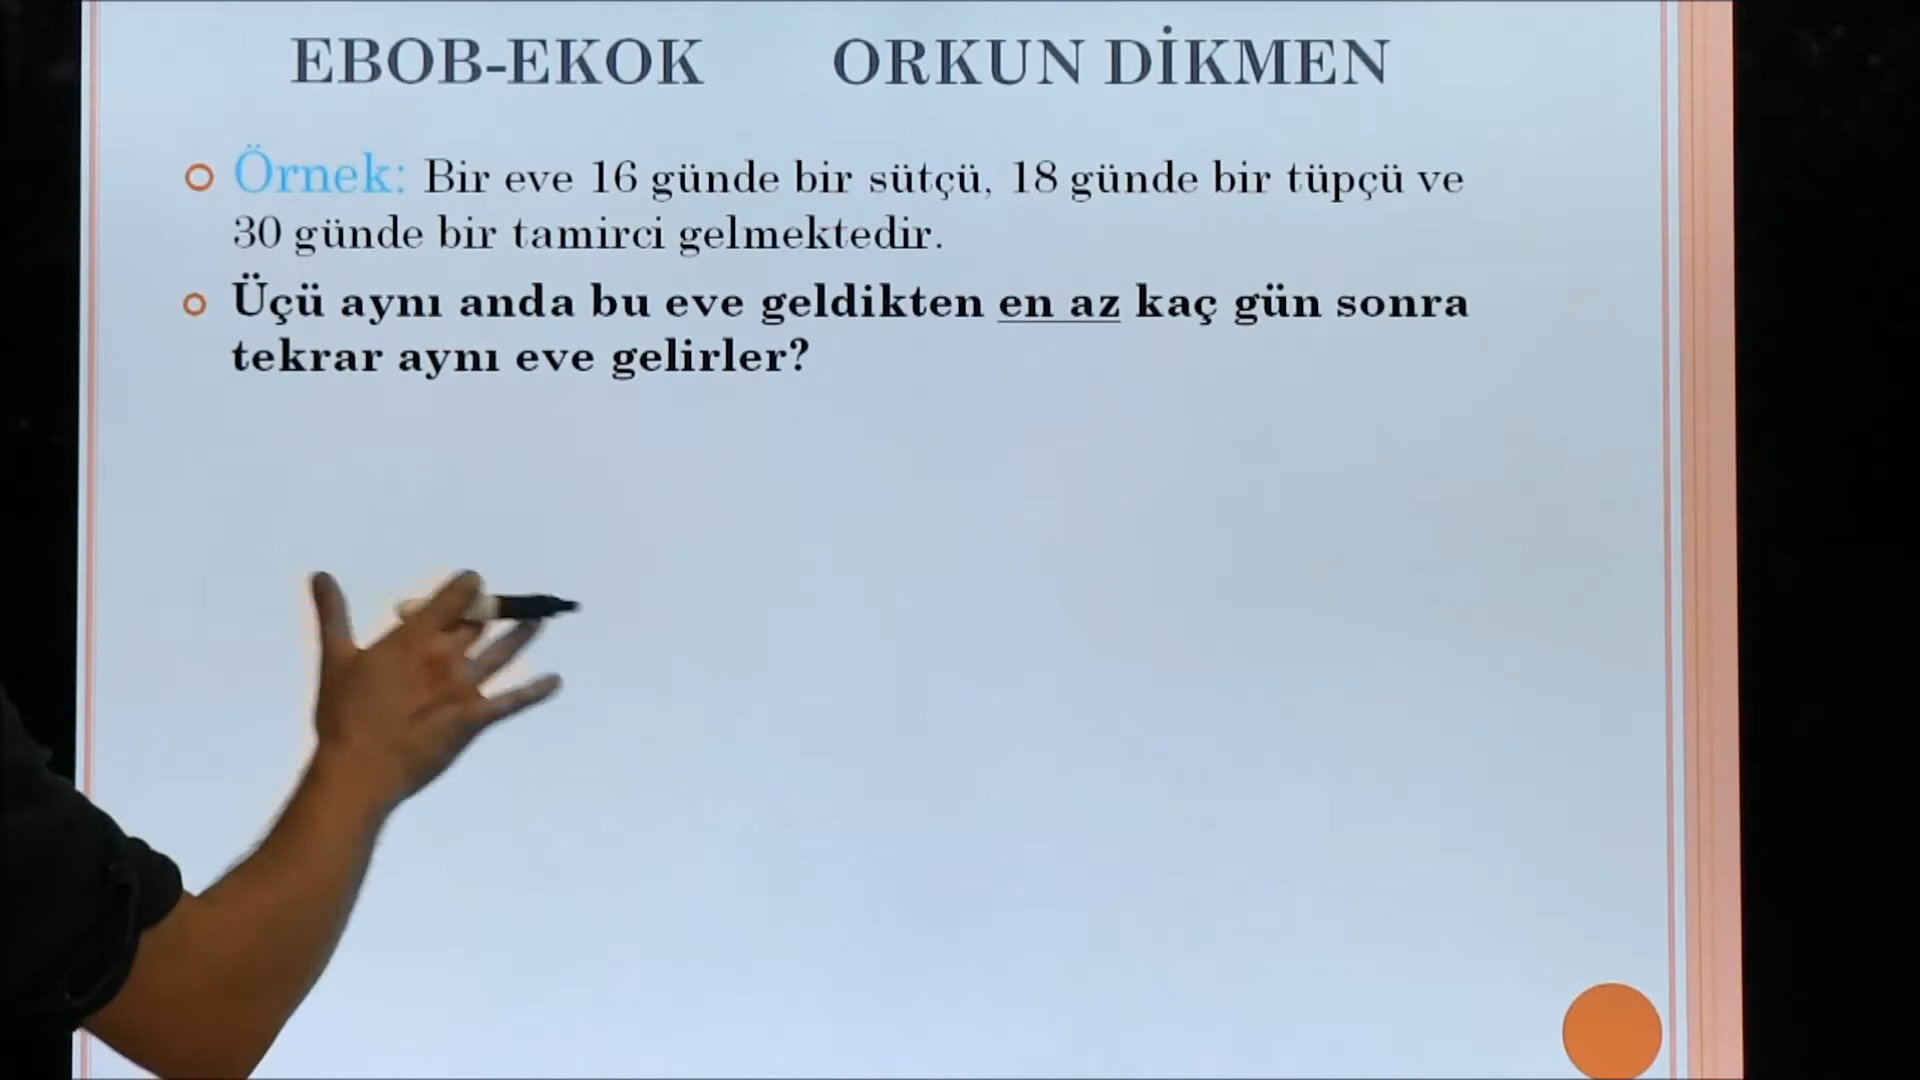 EBOB-EKOK ORKUN DİKMEN
Örnek: Bir eve 16 günde bir sütçü, 18 günde bir tüpçü ve
30 günde bir tamirci gelmektedir.
Üçü aynı anda bu eve geldikten en az kaç gün sonra
tekrar aynı eve gelirler?